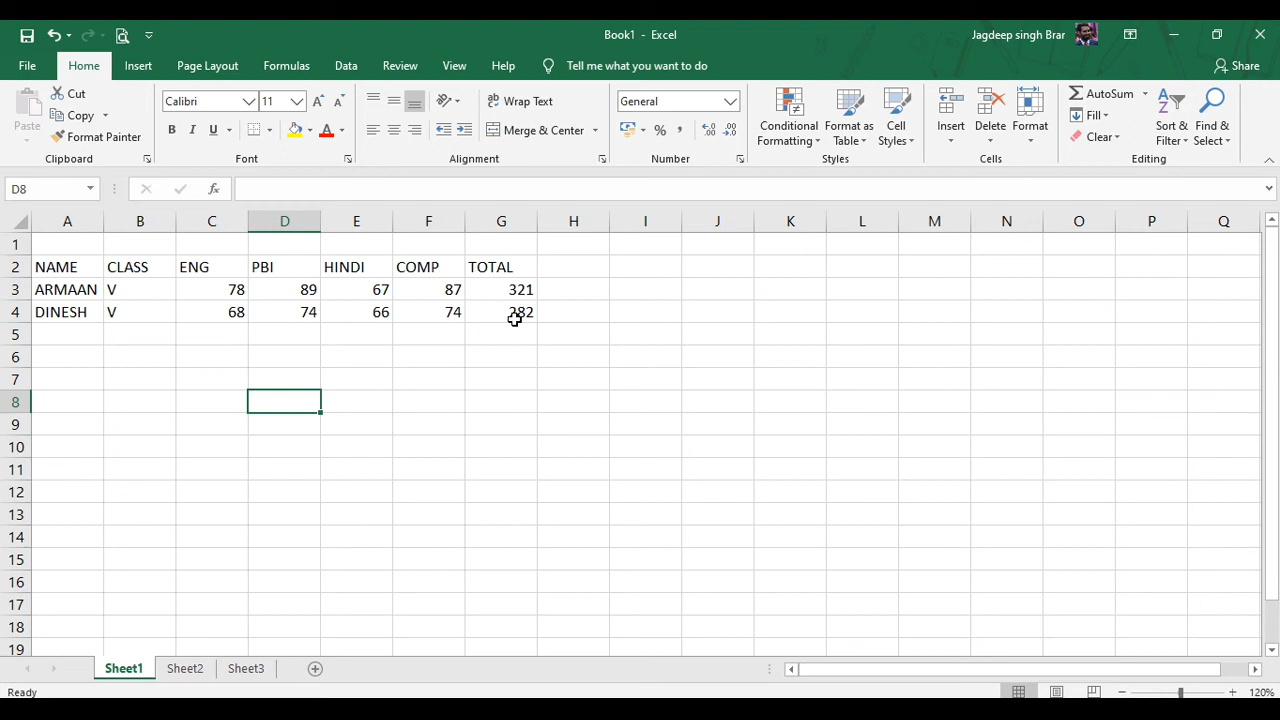 Book1 - Excel
Jagdeep singh Brar
File Home Insert Page Layout Formulas Data Review View Help Tell me what you want to do Share
Paste Cut Copy Format Painter Clipboard
Calibri 11 B I U A Font
Wrap Text Merge & Center Alignment
General % , Number
Conditional Formatting Format as Table Cell Styles Styles
Insert Delete Format Cells
AutoSum Fill Clear Sort & Filter Find & Select Editing
D8 fx
A B C D E F G H I J K L M N O P Q
1
2 NAME CLASS ENG PBI HINDI COMP TOTAL
3 ARMAAN V 78 89 67 87 321
4 DINESH V 68 74 66 74 282
5
6
7
8
9
10
11
12
13
14
15
16
17
18
19
Sheet1 Sheet2 Sheet3
Ready 120%